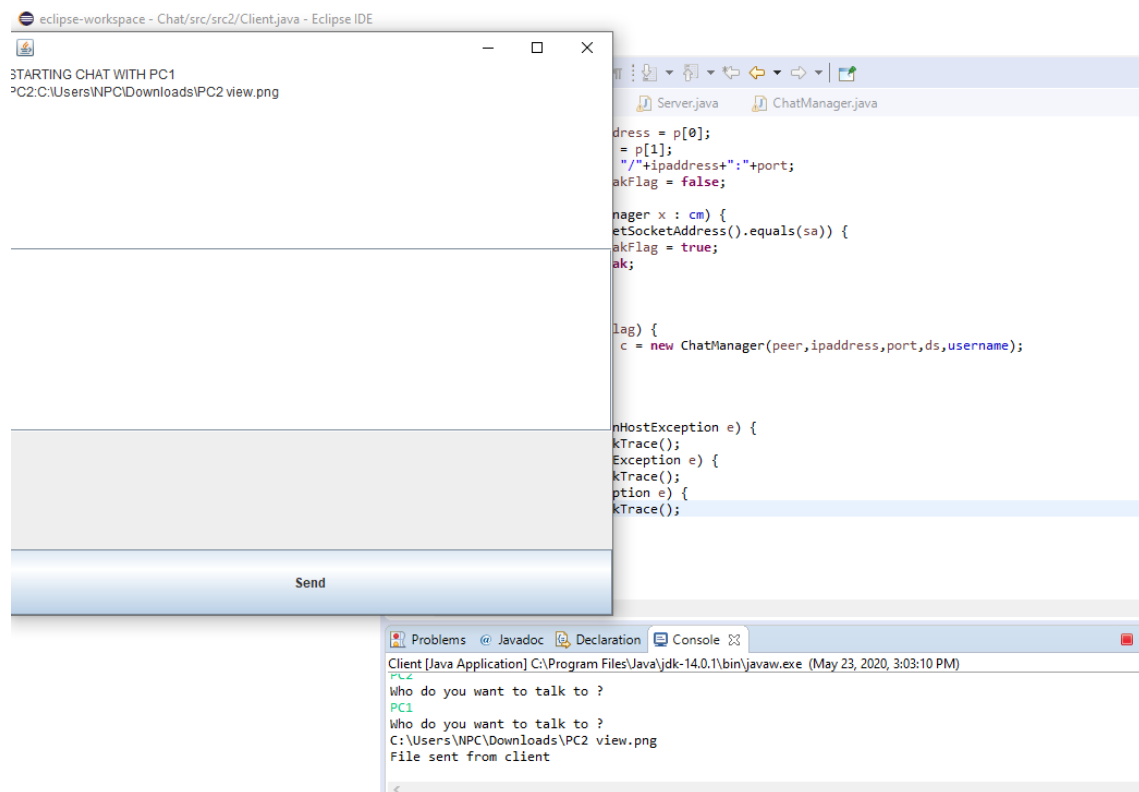 eclipse-workspace - Chat/src/src2/Client.java - Eclipse IDE
STARTING CHAT WITH PC1
PC2:C:\Users\NPC\Downloads\PC2 view.png
Send
Server.java
ChatManager.java
dress = p[0];
= p[1];
"/"+ipaddress+":"+port;
akFlag = false;
nager x : cm) {
etSocketAddress().equals(sa)) {
akFlag = true;
ak;
lag) {
c = new ChatManager(peer,ipaddress,port,ds,username);
nHostException e) {
kTrace();
Exception e) {
kTrace();
ption e) {
kTrace();
Problems @ Javadoc Declaration Console
Client [Java Application] C:\Program Files\Java\jdk-14.0.1\bin\javaw.exe (May 23, 2020, 3:03:10 PM)
PC2
Who do you want to talk to ?
PC1
Who do you want to talk to ?
C:\Users\NPC\Downloads\PC2 view.png
File sent from client